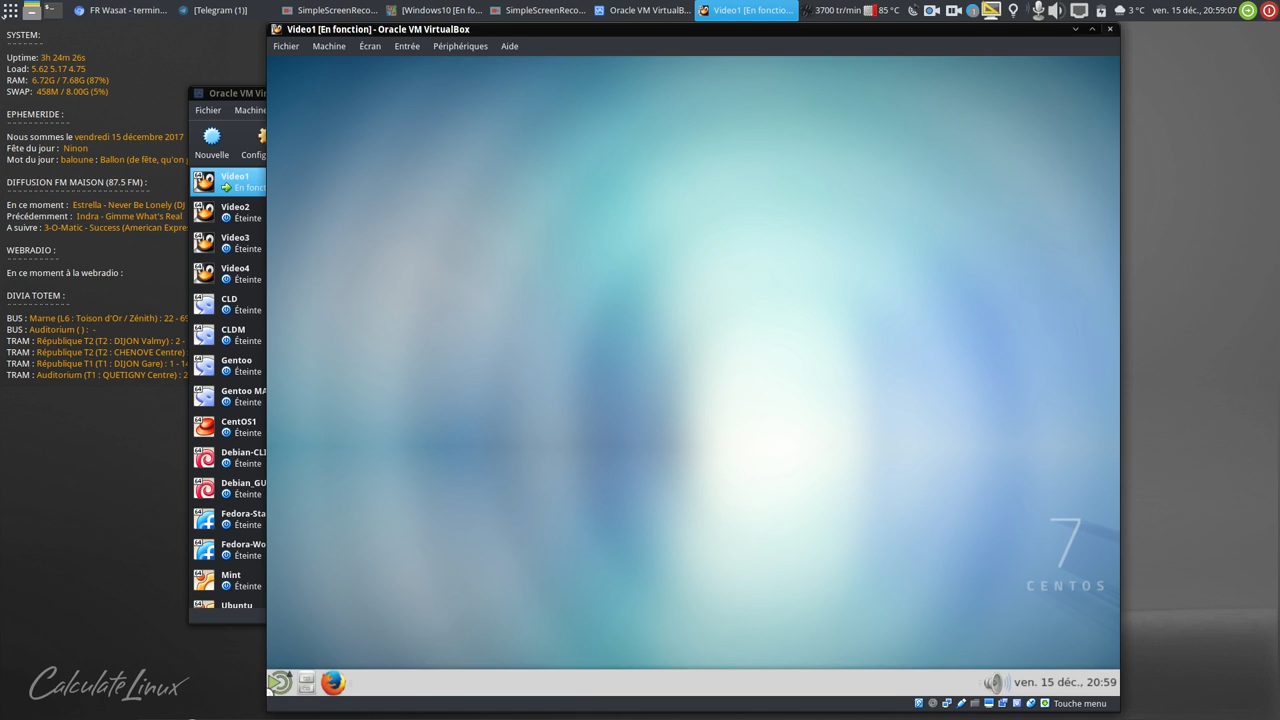 FR Wasat - termin...
[Telegram (1)]
SimpleScreenReco...
[Windows10 [En fo...
SimpleScreenReco...
Oracle VM VirtualB...
Video1 [En fonctio...
3700 tr/min
85 °C
3 °C
ven. 15 déc., 20:59:07
SYSTEM:
Uptime: 3h 24m 26s
Load: 5.62 5.17 4.75
RAM: 6.72G / 7.68G (87%)
SWAP: 458M / 8.00G (5%)
EPHEMERIDE :
Nous sommes le vendredi 15 décembre 2017
Fête du jour : Ninon
Mot du jour : baloune : Ballon (de fête, qu'on
DIFFUSION FM MAISON (87.5 FM) :
En ce moment : Estrella - Never Be Lonely (DJ
Précédemment : Indra - Gimme What's Real
A suivre : 3-O-Matic - Success (American Expre
WEBRADIO :
En ce moment à la webradio :
DIVIA TOTEM :
BUS : Marne (L6 : Toison d'Or / Zénith) : 22 -
BUS : Auditorium ( ) : -
TRAM : République T2 (T2 : DIJON Valmy) : 2 -
TRAM : République T2 (T2 : CHENOVE Centre)
TRAM : République T1 (T1 : DIJON Gare) : 1 -
TRAM : Auditorium (T1 : QUETIGNY Centre) : 2
Calculate Linux
Oracle VM Vir
Fichier
Machine
Nouvelle
Config
Video1
En fonct
Video2
Éteinte
Video3
Éteinte
Video4
Éteinte
CLD
Éteinte
CLDM
Éteinte
Gentoo
Éteinte
Gentoo MA
Éteinte
CentOS1
Éteinte
Debian-CLI
Éteinte
Debian_GU
Éteinte
Fedora-Sta
Éteinte
Fedora-Wo
Éteinte
Mint
Éteinte
Ubuntu
Video1 [En fonction] - Oracle VM VirtualBox
Fichier
Machine
Écran
Entrée
Périphériques
Aide
7
CENTOS
ven. 15 déc., 20:59
Touche menu